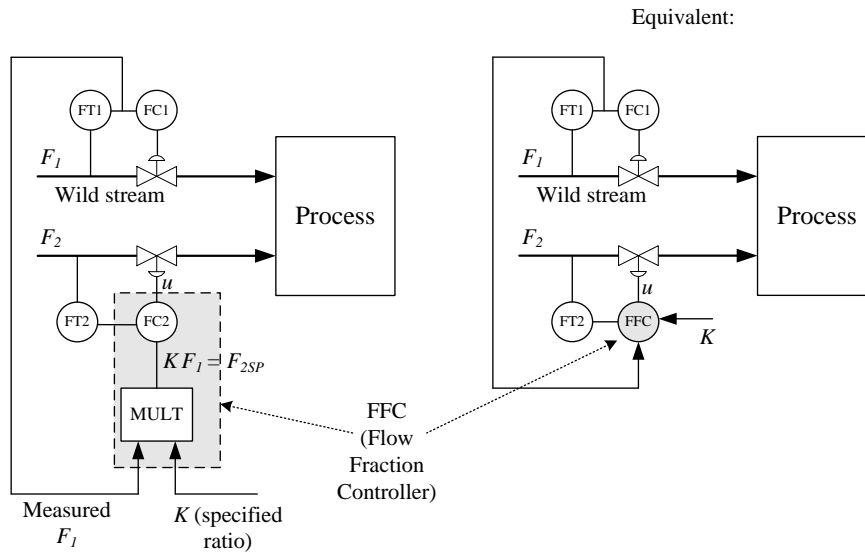 Equivalent:
FT1
FC1
F1
Wild stream
F2
Process
u
FT2
FC2
K F1 = F2SP
MULT
Measured
F1
K (specified
ratio)
FFC
(Flow
Fraction
Controller)
FT1
FC1
F1
Wild stream
F2
Process
u
FT2
FFC
K